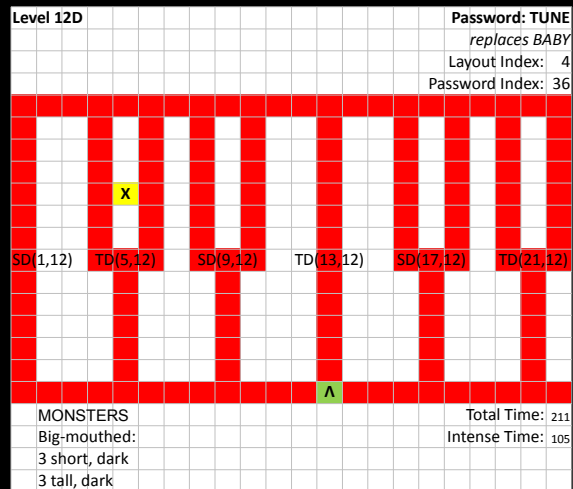 Level 12D Password: TUNE
replaces BABY
Layout Index: 4
Password Index: 36
X
SD(1,12) TD(5,12) SD(9,12) TD(13,12) SD(17,12) TD(21,12)
Λ
MONSTERS Total Time: 211
Big-mouthed: Intense Time: 105
3 short, dark
3 tall, dark